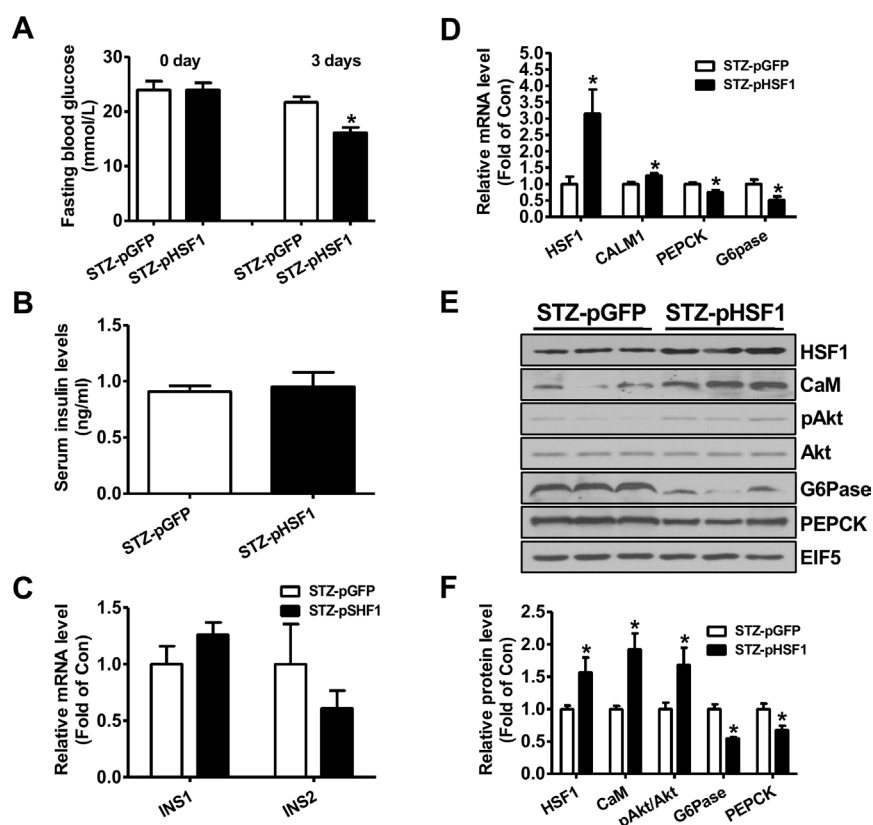 A
0 day
3 days
Fasting blood glucose
(mmol/L)
30
20
10
0
STZ-pGFP
STZ-pHSF1
STZ-pGFP
STZ-pHSF1
*
B
Serum insulin levels
(ng/ml)
1.5
1.0
0.5
0.0
STZ-pGFP
STZ-pHSF1
C
STZ-pGFP
STZ-pSHF1
Relative mRNA level
(Fold of Con)
1.5
1.0
0.5
0.0
INS1
INS2
D
STZ-pGFP
STZ-pHSF1
Relative mRNA level
(Fold of Con)
5.0
4.5
4.0
3.5
3.0
2.5
2.0
1.5
1.0
0.5
0.0
*
*
*
*
HSF1
CALM1
PEPCK
G6pase
E
STZ-pGFP STZ-pHSF1
HSF1
CaM
pAkt
Akt
G6Pase
PEPCK
EIF5
F
STZ-pGFP
STZ-pHSF1
Relative protein level
(Fold of Con)
2.5
2.0
1.5
1.0
0.5
0.0
*
*
*
*
*
HSF1
CaM
pAkt/Akt
G6Pase
PEPCK